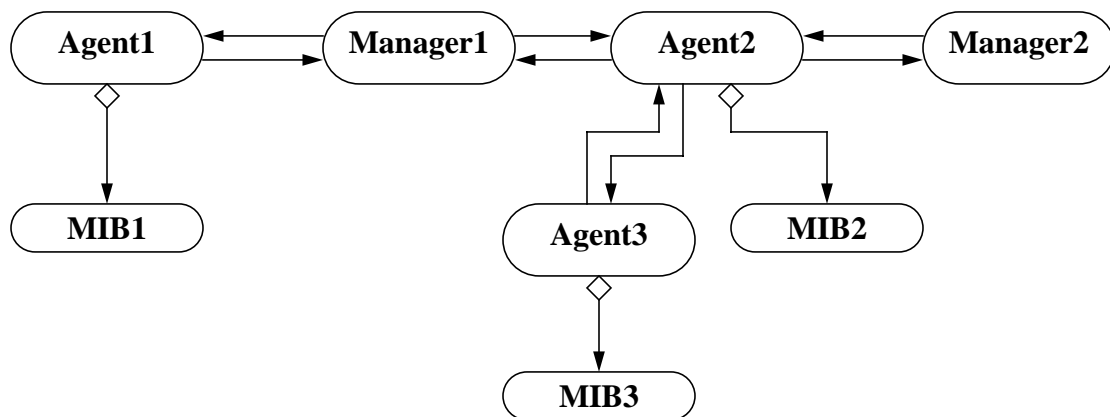 Agent1
Manager1
Agent2
Manager2
MIB1
Agent3
MIB2
MIB3